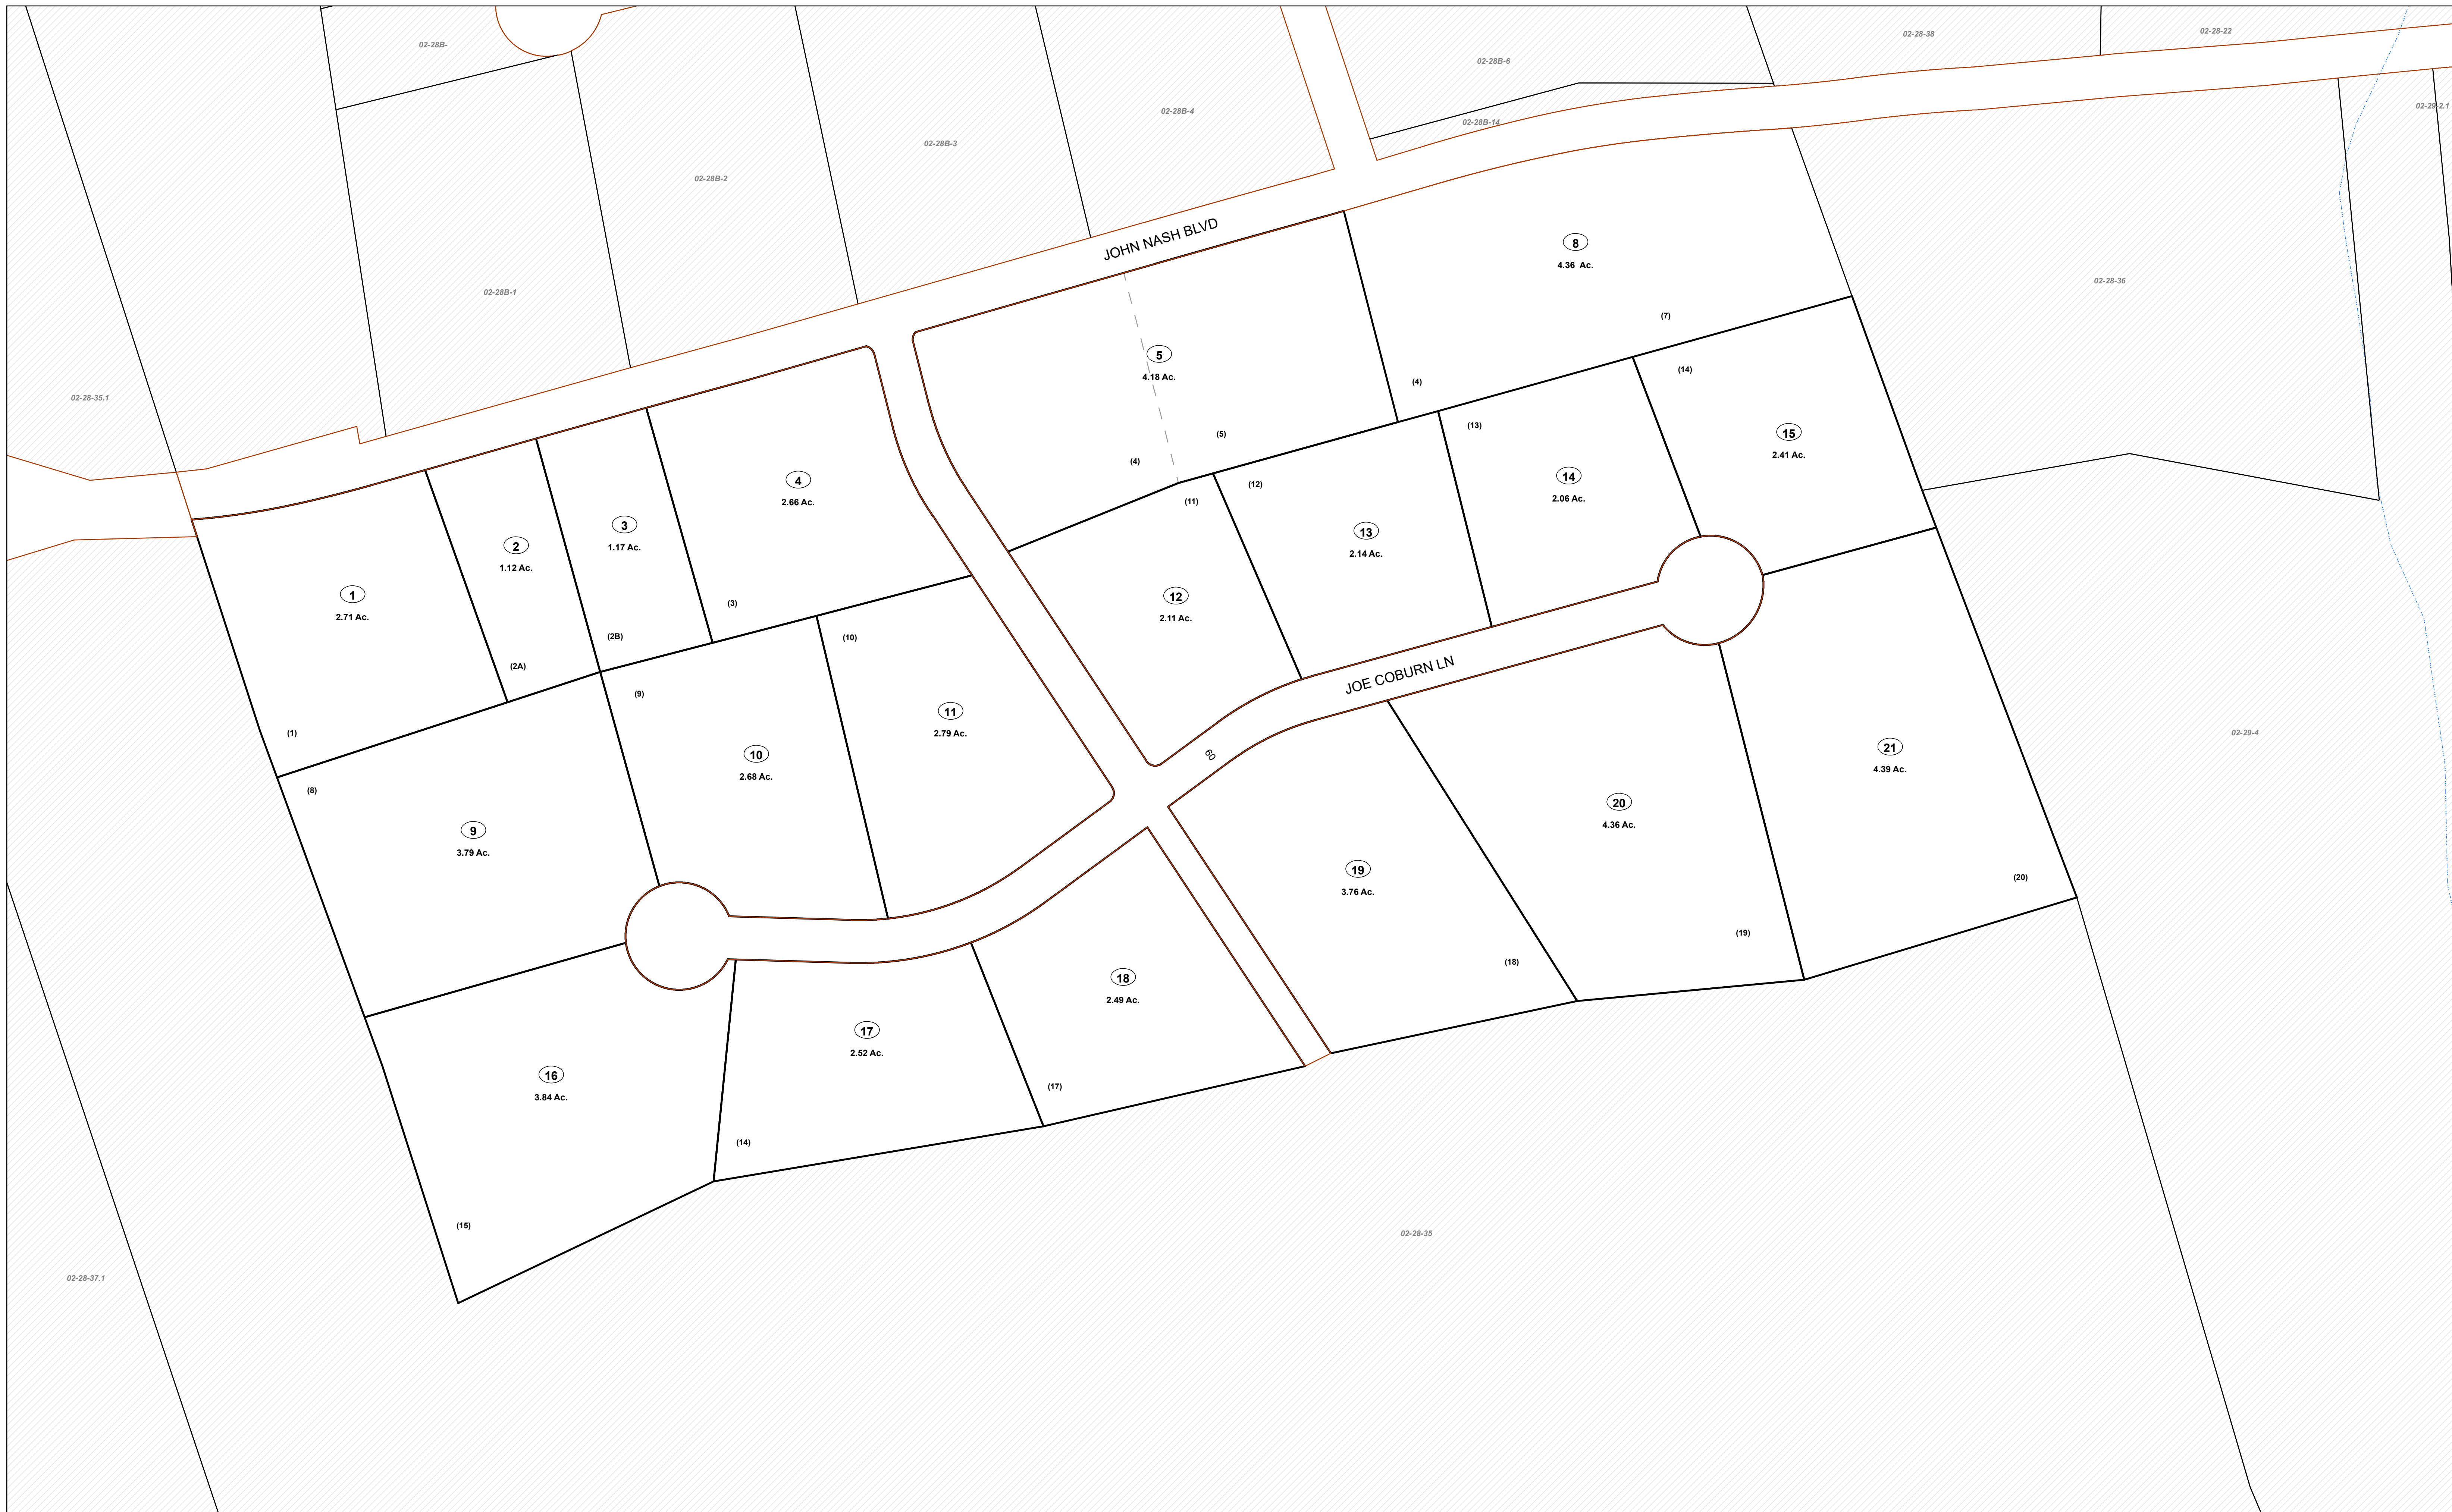 02-28B-
02-28-38
02-28-22
02-28B-6
02-29-2.1
02-28B-4
02-28B-14
02-28B-3
02-28B-2
JOHN NASH BLVD
8
4.36 Ac.
02-28-36
02-28B-1
(7)
5
4.18 Ac.
(4)
(14)
02-28-35.1
(5)
(13)
15
2.41 Ac.
(4)
4
2.66 Ac.
(11)
(12)
14
2.06 Ac.
3
1.17 Ac.
2
1.12 Ac.
13
2.14 Ac.
1
2.71 Ac.
(3)
12
2.11 Ac.
(2B)
(10)
(2A)
JOE COBURN LN
(9)
11
2.79 Ac.
(1)
02-29-4
10
2.68 Ac.
60
21
4.39 Ac.
(8)
9
3.79 Ac.
20
4.36 Ac.
19
3.76 Ac.
(20)
(19)
(18)
18
2.49 Ac.
17
2.52 Ac.
16
3.84 Ac.
(17)
(14)
(15)
02-28-35
02-28-37.1